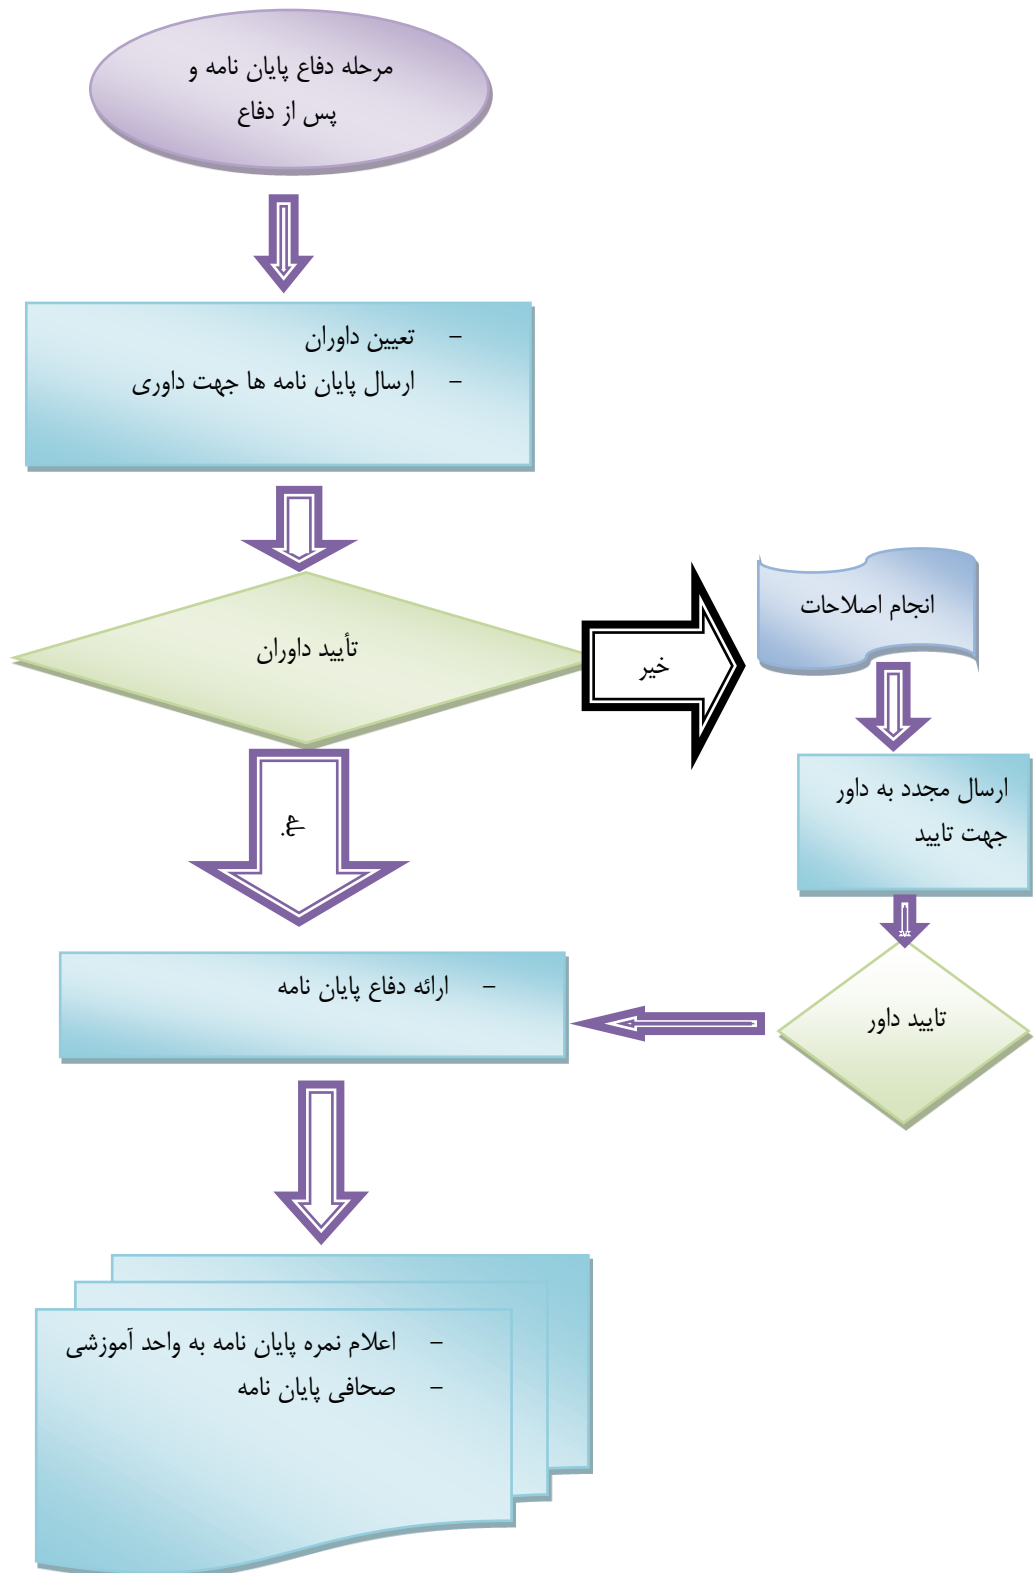 مرحله دفاع پایان نامه و
پس از دفاع
- تعیین داوران
- ارسال پایان نامه ها جهت داوری
تأیید داوران
خیر
انجام اصلاحات
ارسال مجدد به داور
جهت تایید
تایید داور
- ارائه دفاع پایان نامه
- اعلام نمره پایان نامه به واحد آموزشی
- صحافی پایان نامه